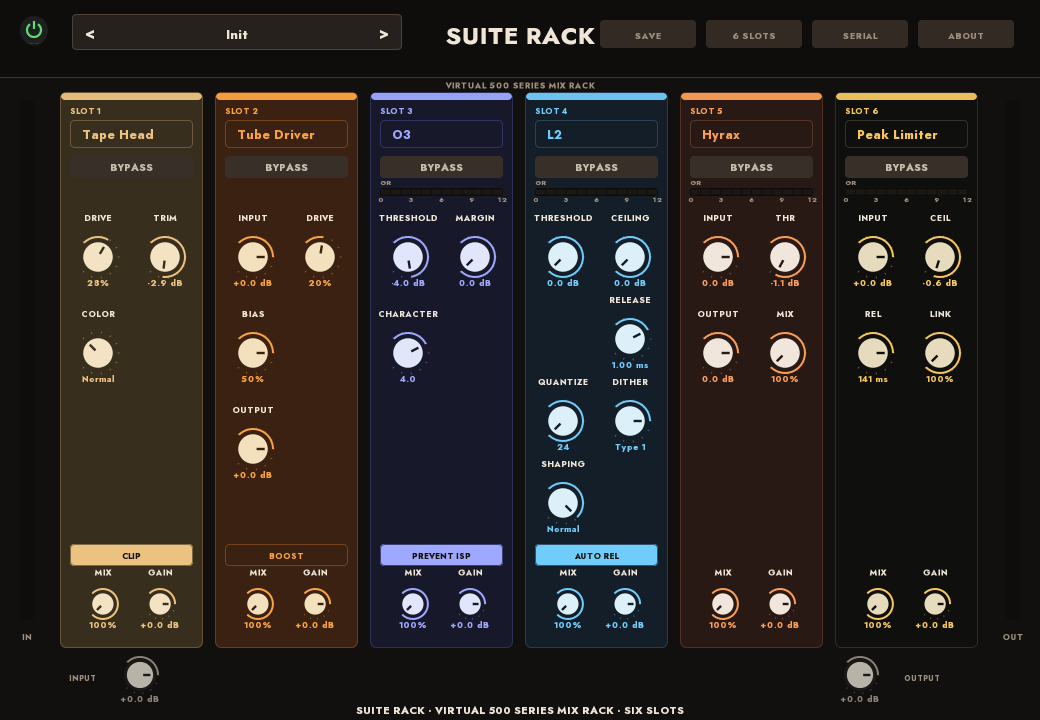 < Init >
SUITE RACK
SAVE
6 SLOTS
SERIAL
ABOUT
VIRTUAL 500 SERIES MIX RACK
SLOT 1
Tape Head
BYPASS
DRIVE TRIM
28% -2.9 dB
COLOR
Normal
CLIP
MIX GAIN
100% +0.0 dB
SLOT 2
Tube Driver
BYPASS
INPUT DRIVE
+0.0 dB 20%
BIAS
50%
OUTPUT
+0.0 dB
BOOST
MIX GAIN
100% +0.0 dB
SLOT 3
O3
BYPASS
GR
0 3 6 9 12
THRESHOLD MARGIN
-4.0 dB 0.0 dB
CHARACTER
4.0
PREVENT ISP
MIX GAIN
100% +0.0 dB
SLOT 4
L2
BYPASS
GR
0 3 6 9 12
THRESHOLD CEILING
0.0 dB 0.0 dB
RELEASE
1.00 ms
QUANTIZE DITHER
24 Type 1
SHAPING
Normal
AUTO REL
MIX GAIN
100% +0.0 dB
SLOT 5
Hyrax
BYPASS
GR
0 3 6 9 12
INPUT THR
0.0 dB -1.1 dB
OUTPUT MIX
0.0 dB 100%
MIX GAIN
100% +0.0 dB
SLOT 6
Peak Limiter
BYPASS
GR
0 3 6 9 12
INPUT CEIL
+0.0 dB -0.6 dB
REL LINK
141 ms 100%
MIX GAIN
100% +0.0 dB
IN
OUT
INPUT
+0.0 dB
OUTPUT
+0.0 dB
SUITE RACK · VIRTUAL 500 SERIES MIX RACK · SIX SLOTS